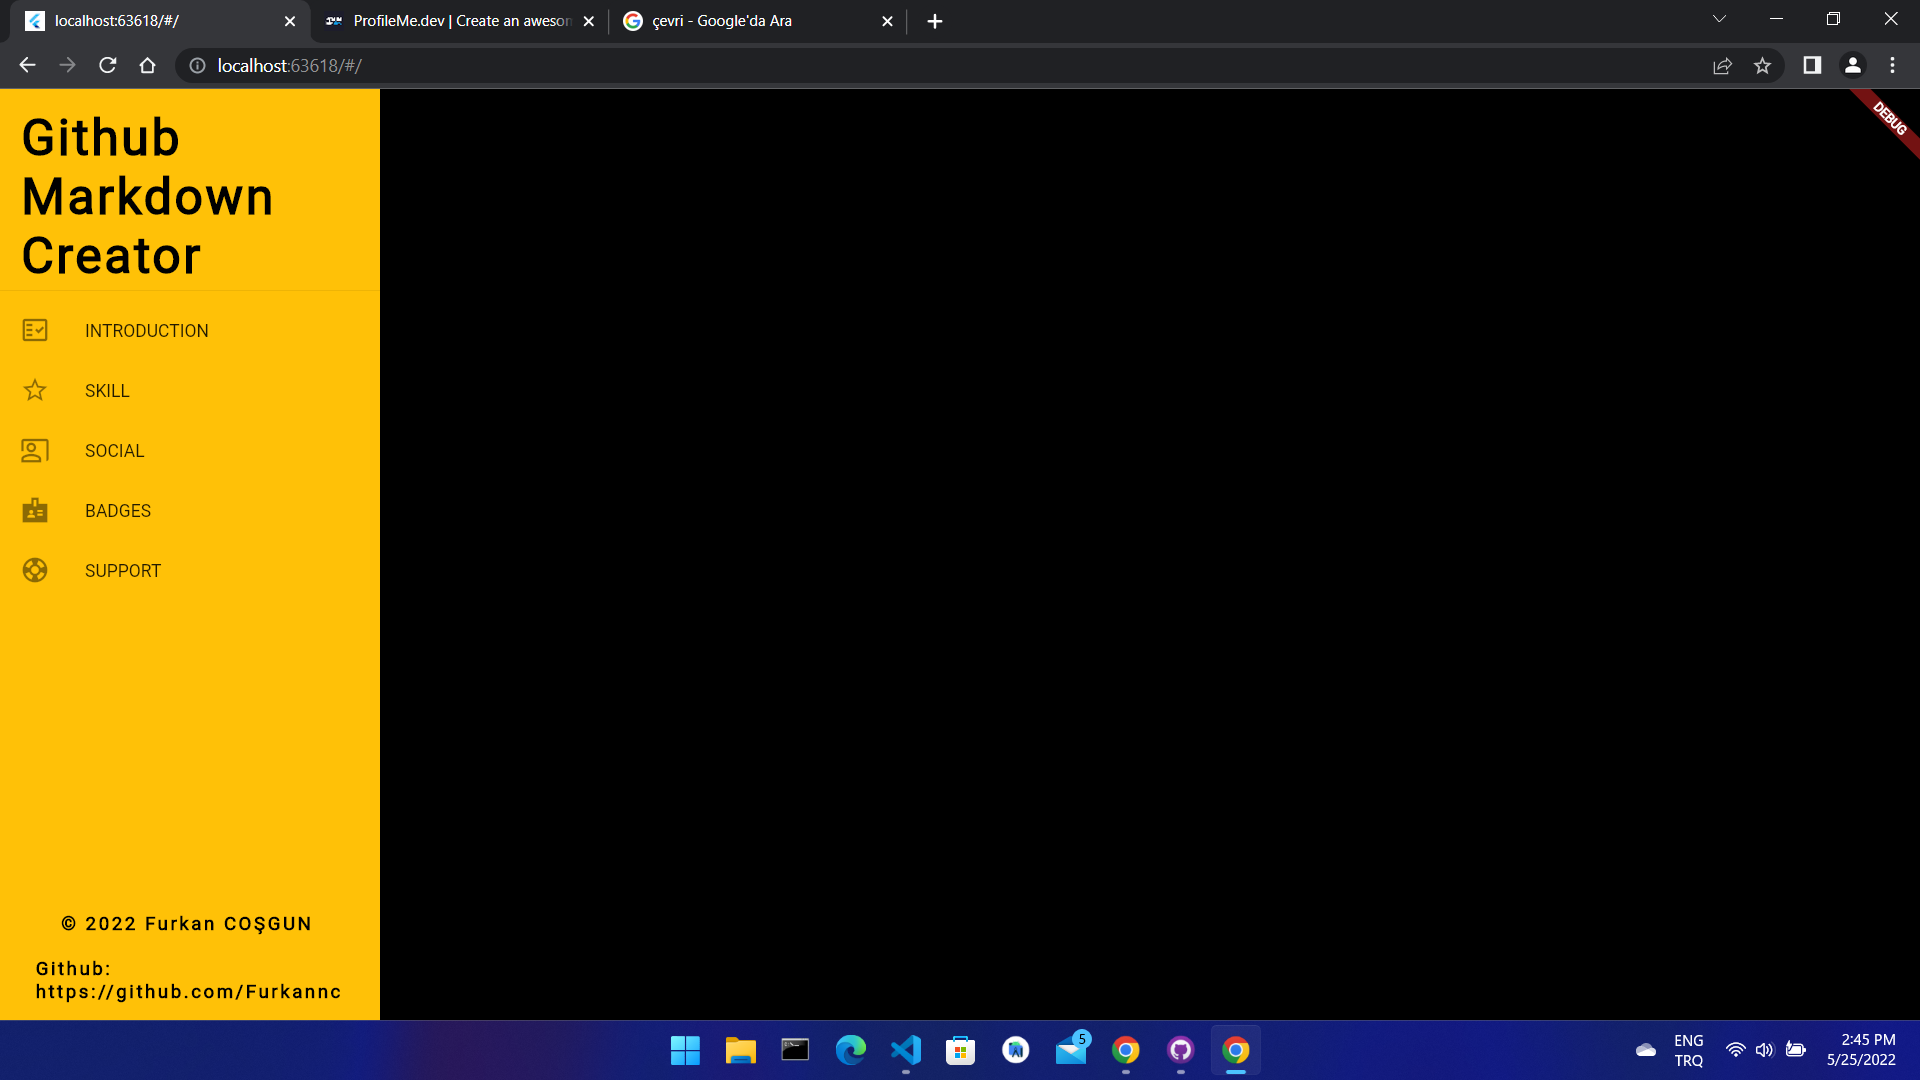 localhost:63618/#/
ProfileMe.dev | Create an awesom
çevri - Google'da Ara
localhost:63618/#/
DEBUG
Github
Markdown
Creator
INTRODUCTION
SKILL
SOCIAL
BADGES
SUPPORT
© 2022 Furkan COŞGUN
Github:
https://github.com/Furkannc
5
ENG
TRQ
2:45 PM
5/25/2022